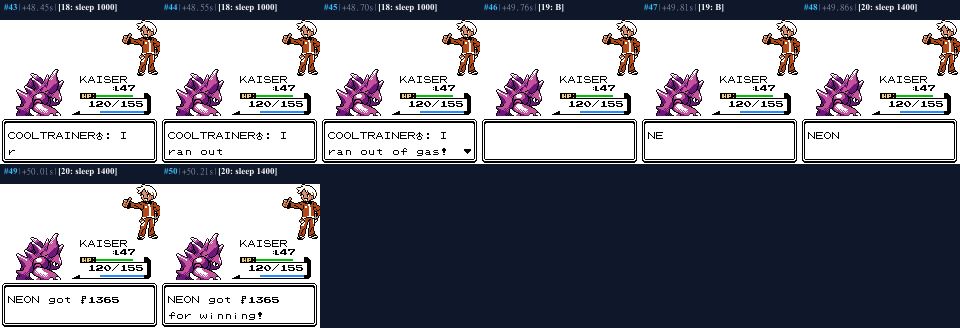 #43 | +48.45s | [18: sleep 1000]
#44 | +48.55s | [18: sleep 1000]
#45 | +48.70s | [18: sleep 1000]
#46 | +49.76s | [19: B]
#47 | +49.81s | [19: B]
#48 | +49.86s | [20: sleep 1400]
KAISER
:L47
HP:
120/155
COOLTRAINER♂: I
r
KAISER
:L47
HP:
120/155
COOLTRAINER♂: I
ran out
KAISER
:L47
HP:
120/155
COOLTRAINER♂: I
ran out of gas! ▼
KAISER
:L47
HP:
120/155
KAISER
:L47
HP:
120/155
NE
KAISER
:L47
HP:
120/155
NEON
#49 | +50.01s | [20: sleep 1400]
#50 | +50.21s | [20: sleep 1400]
KAISER
:L47
HP:
120/155
NEON got ₽1365
KAISER
:L47
HP:
120/155
NEON got ₽1365
for winning!